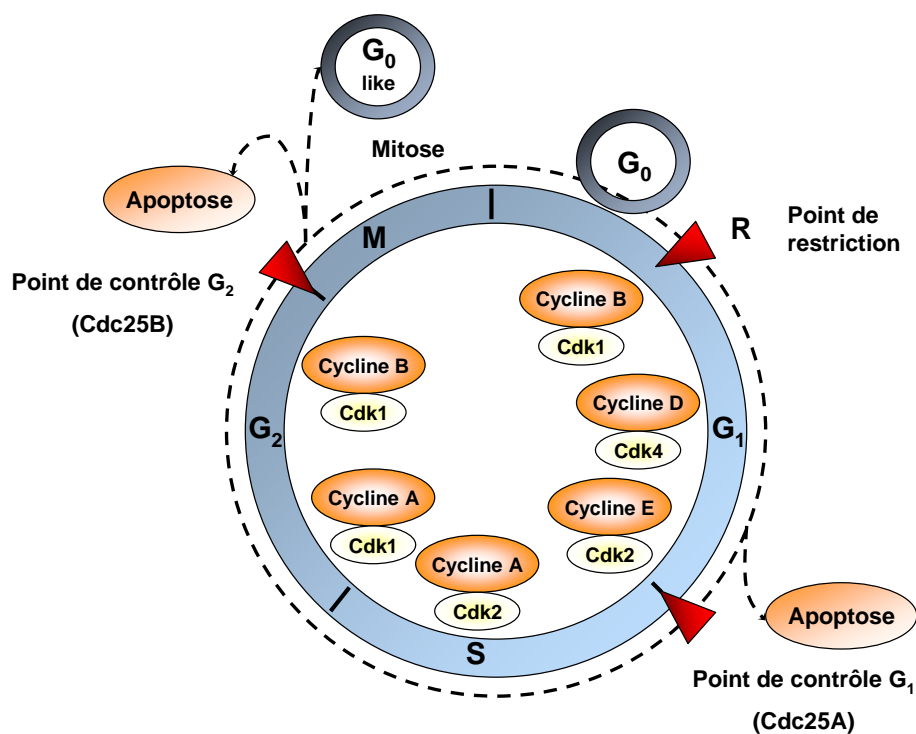 G0
like
G0
Mitose
Apoptose
M
R
Point de
restriction
Point de contrôle G2
(Cdc25B)
Cycline B
Cdk1
Cycline B
Cdk1
Cycline D
Cdk4
G2
G1
Cycline A
Cdk1
Cycline E
Cdk2
Cycline A
Cdk2
Apoptose
S
Point de contrôle G1
(Cdc25A)